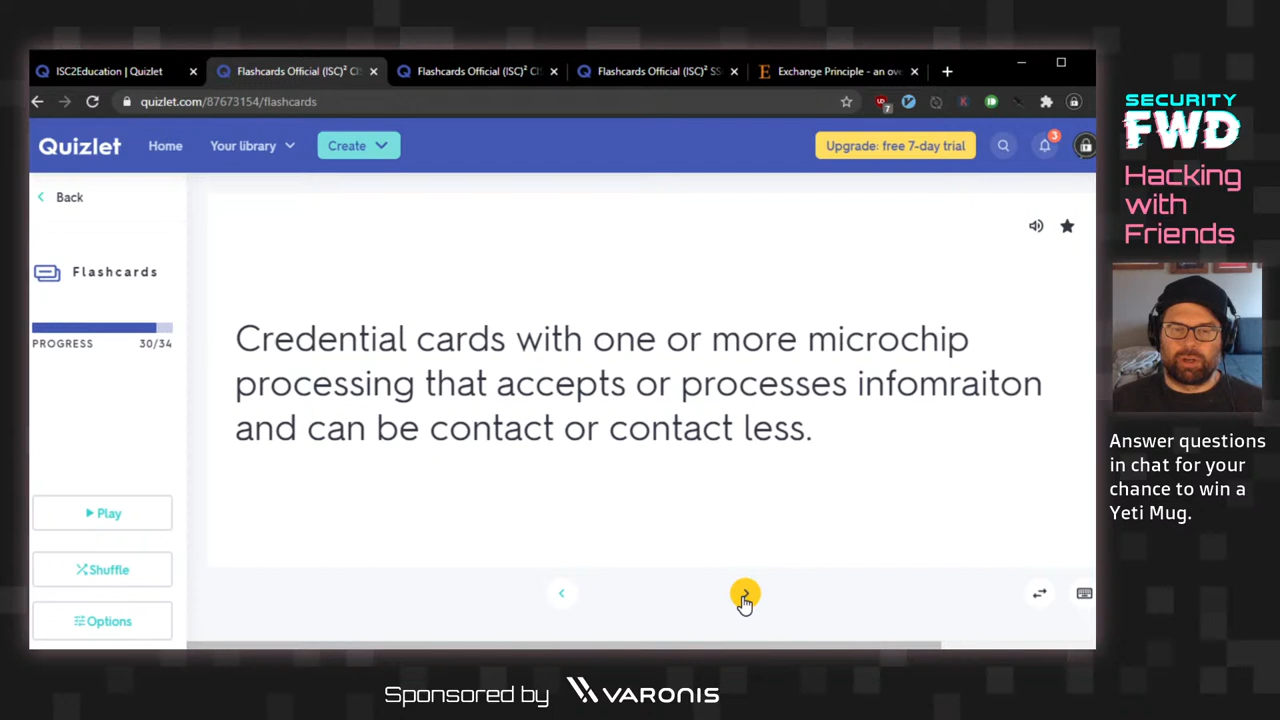 ISC2Education | Quizlet
Flashcards Official (ISC)² CIS
Flashcards Official (ISC)² CI
Flashcards Official (ISC)² SS
Exchange Principle - an ove
quizlet.com/87673154/flashcards
7
Quizlet
Home
Your library
Create
Upgrade: free 7-day trial
3
Back
Flashcards
PROGRESS 30/34
Play
Shuffle
Options
Credential cards with one or more microchip
processing that accepts or processes infomraiton
and can be contact or contact less.
SECURITY
FWD
Hacking
with
Friends
Answer questions
in chat for your
chance to win a
Yeti Mug.
Sponsored by VARONIS